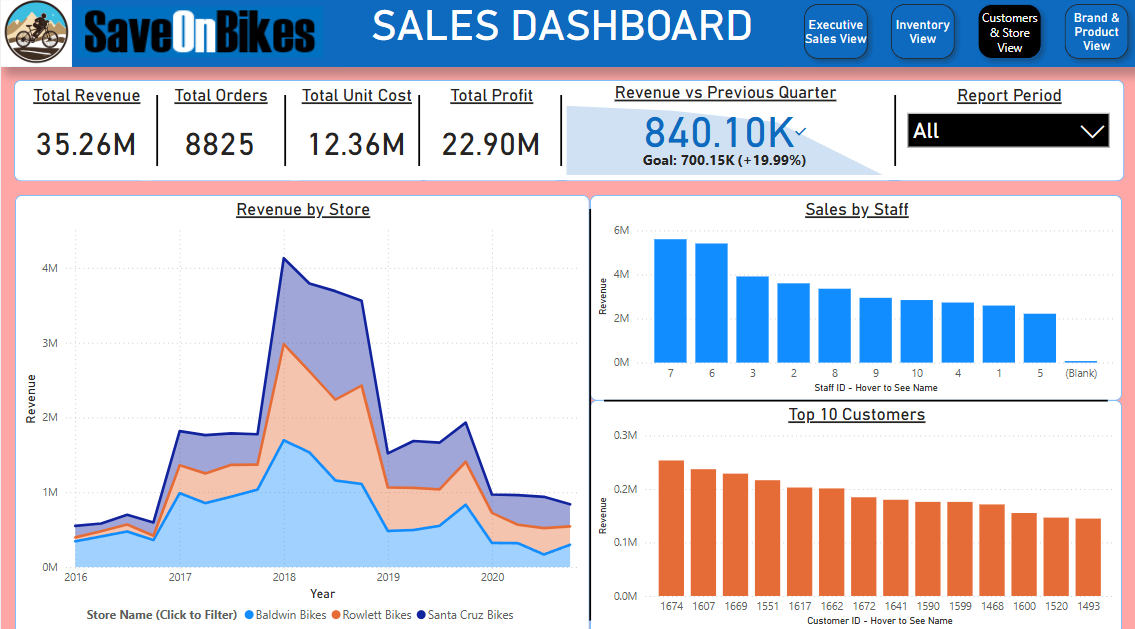 SaveOnBikes
SALES DASHBOARD
Executive
Sales View
Inventory
View
Customers
& Store
View
Brand &
Product
View
Total Revenue
35.26M
Total Orders
8825
Total Unit Cost
12.36M
Total Profit
22.90M
Revenue vs Previous Quarter
840.10K
Goal: 700.15K (+19.99%)
Report Period
All
Revenue by Store
Revenue
4M
3M
2M
1M
0M
2016 2017 2018 2019 2020
Year
Store Name (Click to Filter) Baldwin Bikes Rowlett Bikes Santa Cruz Bikes
Sales by Staff
Revenue
6M
4M
2M
0M
7 6 3 2 8 9 10 4 1 5 (Blank)
Staff ID - Hover to See Name
Top 10 Customers
Revenue
0.3M
0.2M
0.1M
0.0M
1674 1607 1669 1551 1617 1662 1672 1641 1590 1599 1468 1600 1520 1493
Customer ID - Hover to See Name